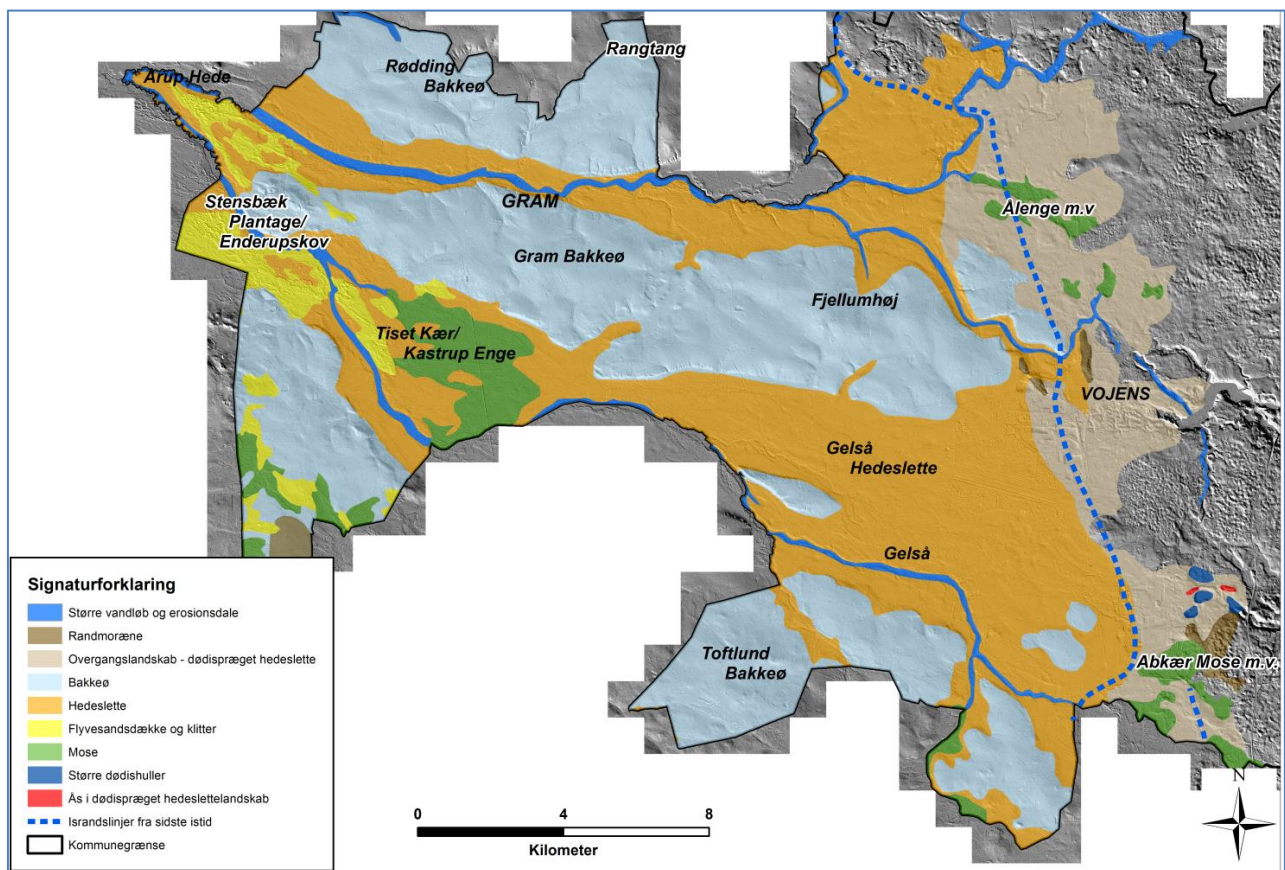 Rangtang
Rødding
Bakkeø
Arup Hede
Stensbæk
Plantage/
Enderupskov
GRAM
Ålenge m.v
Gram Bakkeø
Fjellumhøj
Tiset Kær/
Kastrup Enge
VOJENS
Gelså
Hedeslette
Gelså
Toftlund
Bakkeø
Abkær Mose m.v.
Signaturforklaring
Større vandløb og erosionsdale
Randmoræne
Overgangslandskab - dødispræget hedeslette
Bakkeø
Hedeslette
Flyvesandsdække og klitter
Mose
Større dødishuller
Ås i dødispræget hedeslettelandskab
Israndslinjer fra sidste istid
Kommunegrænse
0 4 8
Kilometer
N